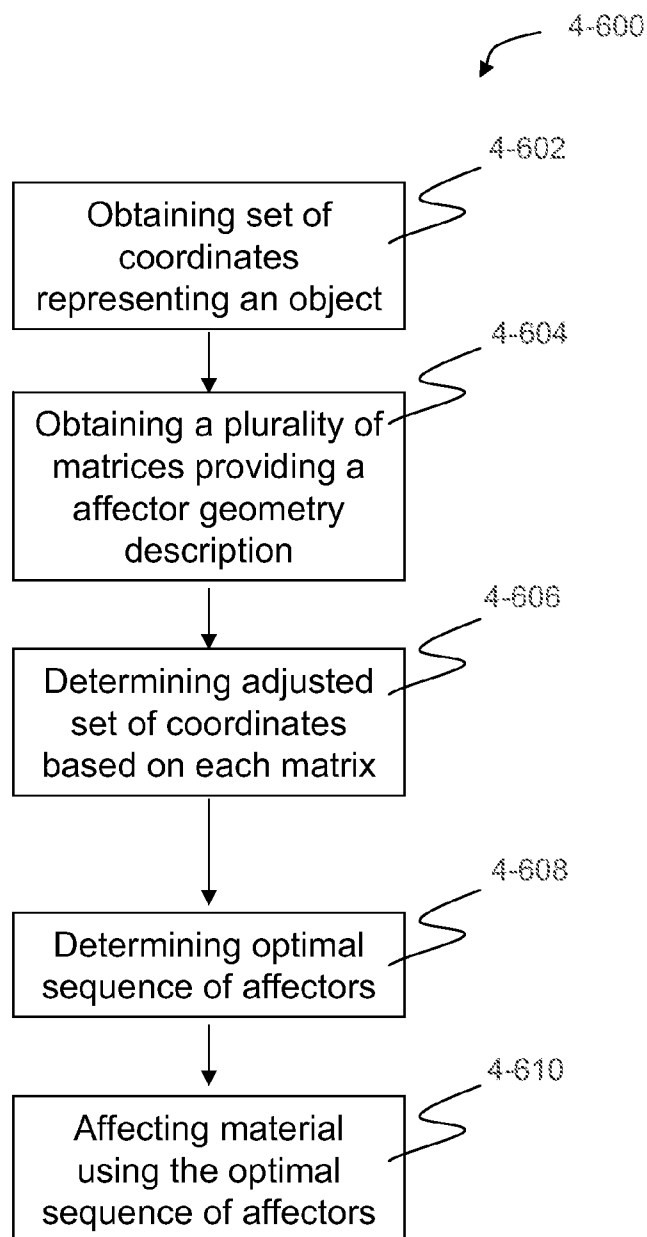 4-600
4-602
Obtaining set of
coordinates
representing an object
4-604
Obtaining a plurality of
matrices providing a
affector geometry
description
4-606
Determining adjusted
set of coordinates
based on each matrix
4-608
Determining optimal
sequence of affectors
4-610
Affecting material
using the optimal
sequence of affectors